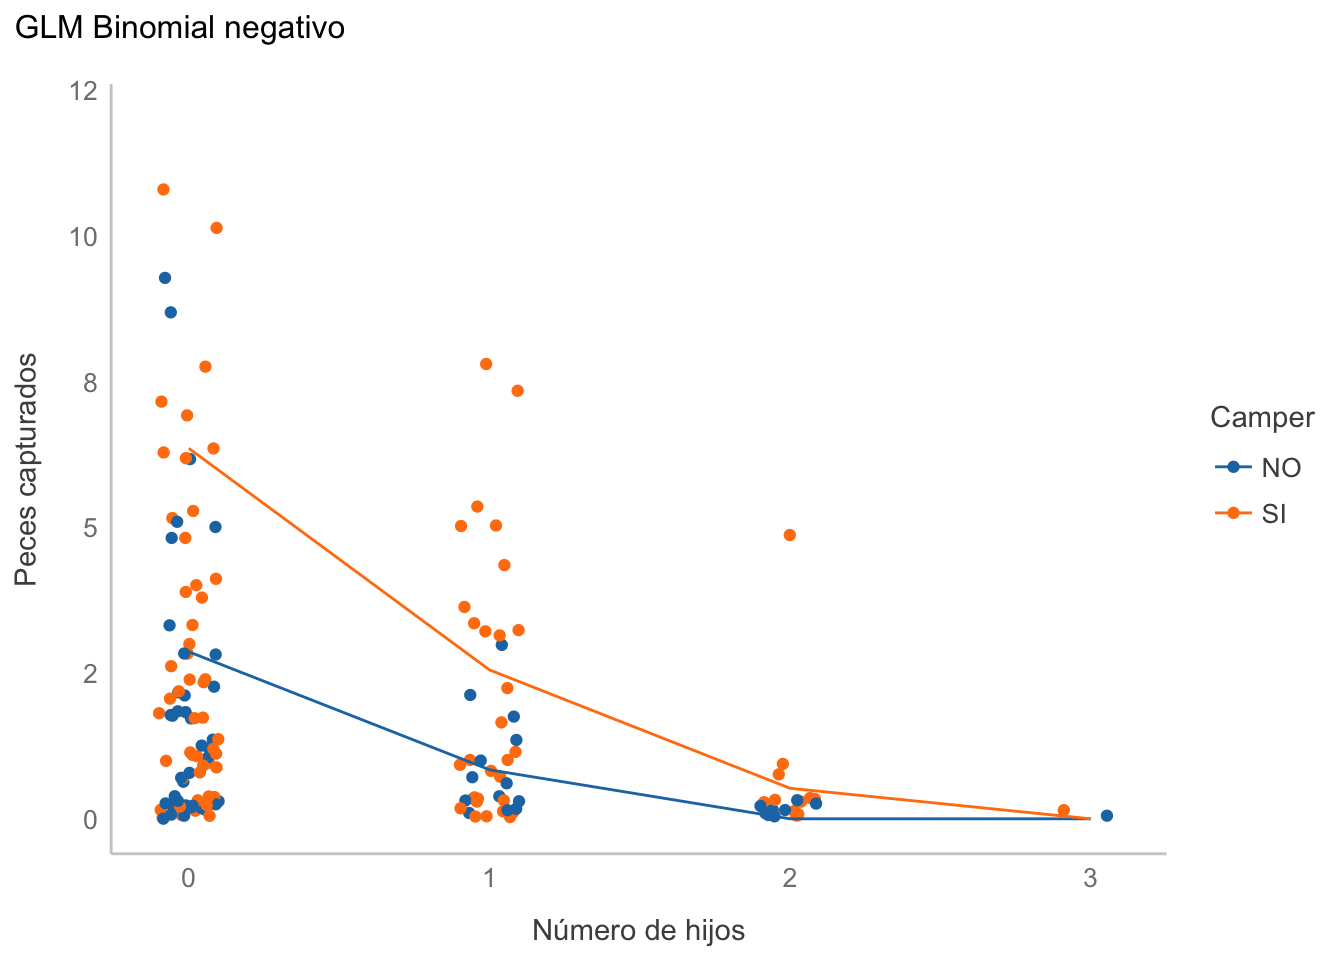 GLM Binomial negativo
12
10
8
5
2
0
Peces capturados
0 1 2 3
Número de hijos
Camper
NO
SI